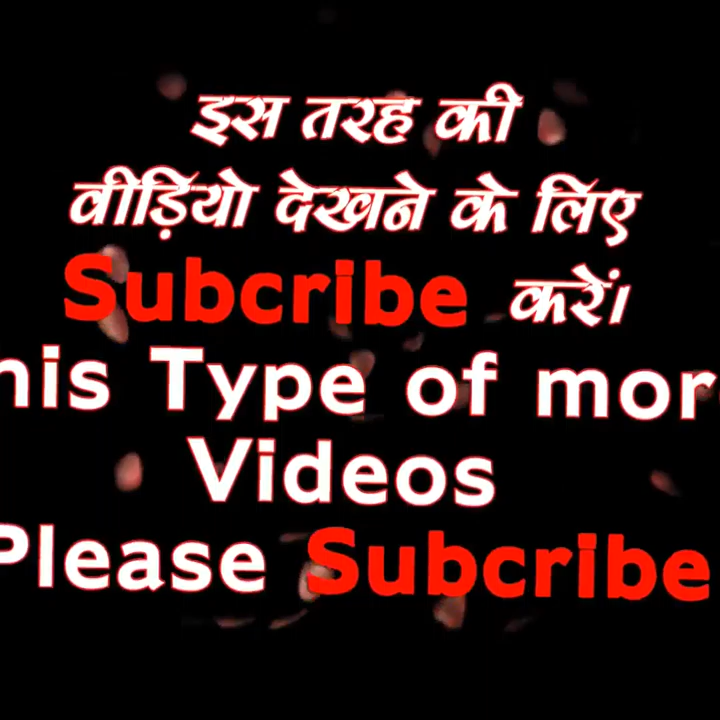 इस तरह की
वीडियो देखने के लिए
Subcribe करें।
his Type of mor
Videos
Please Subcribe